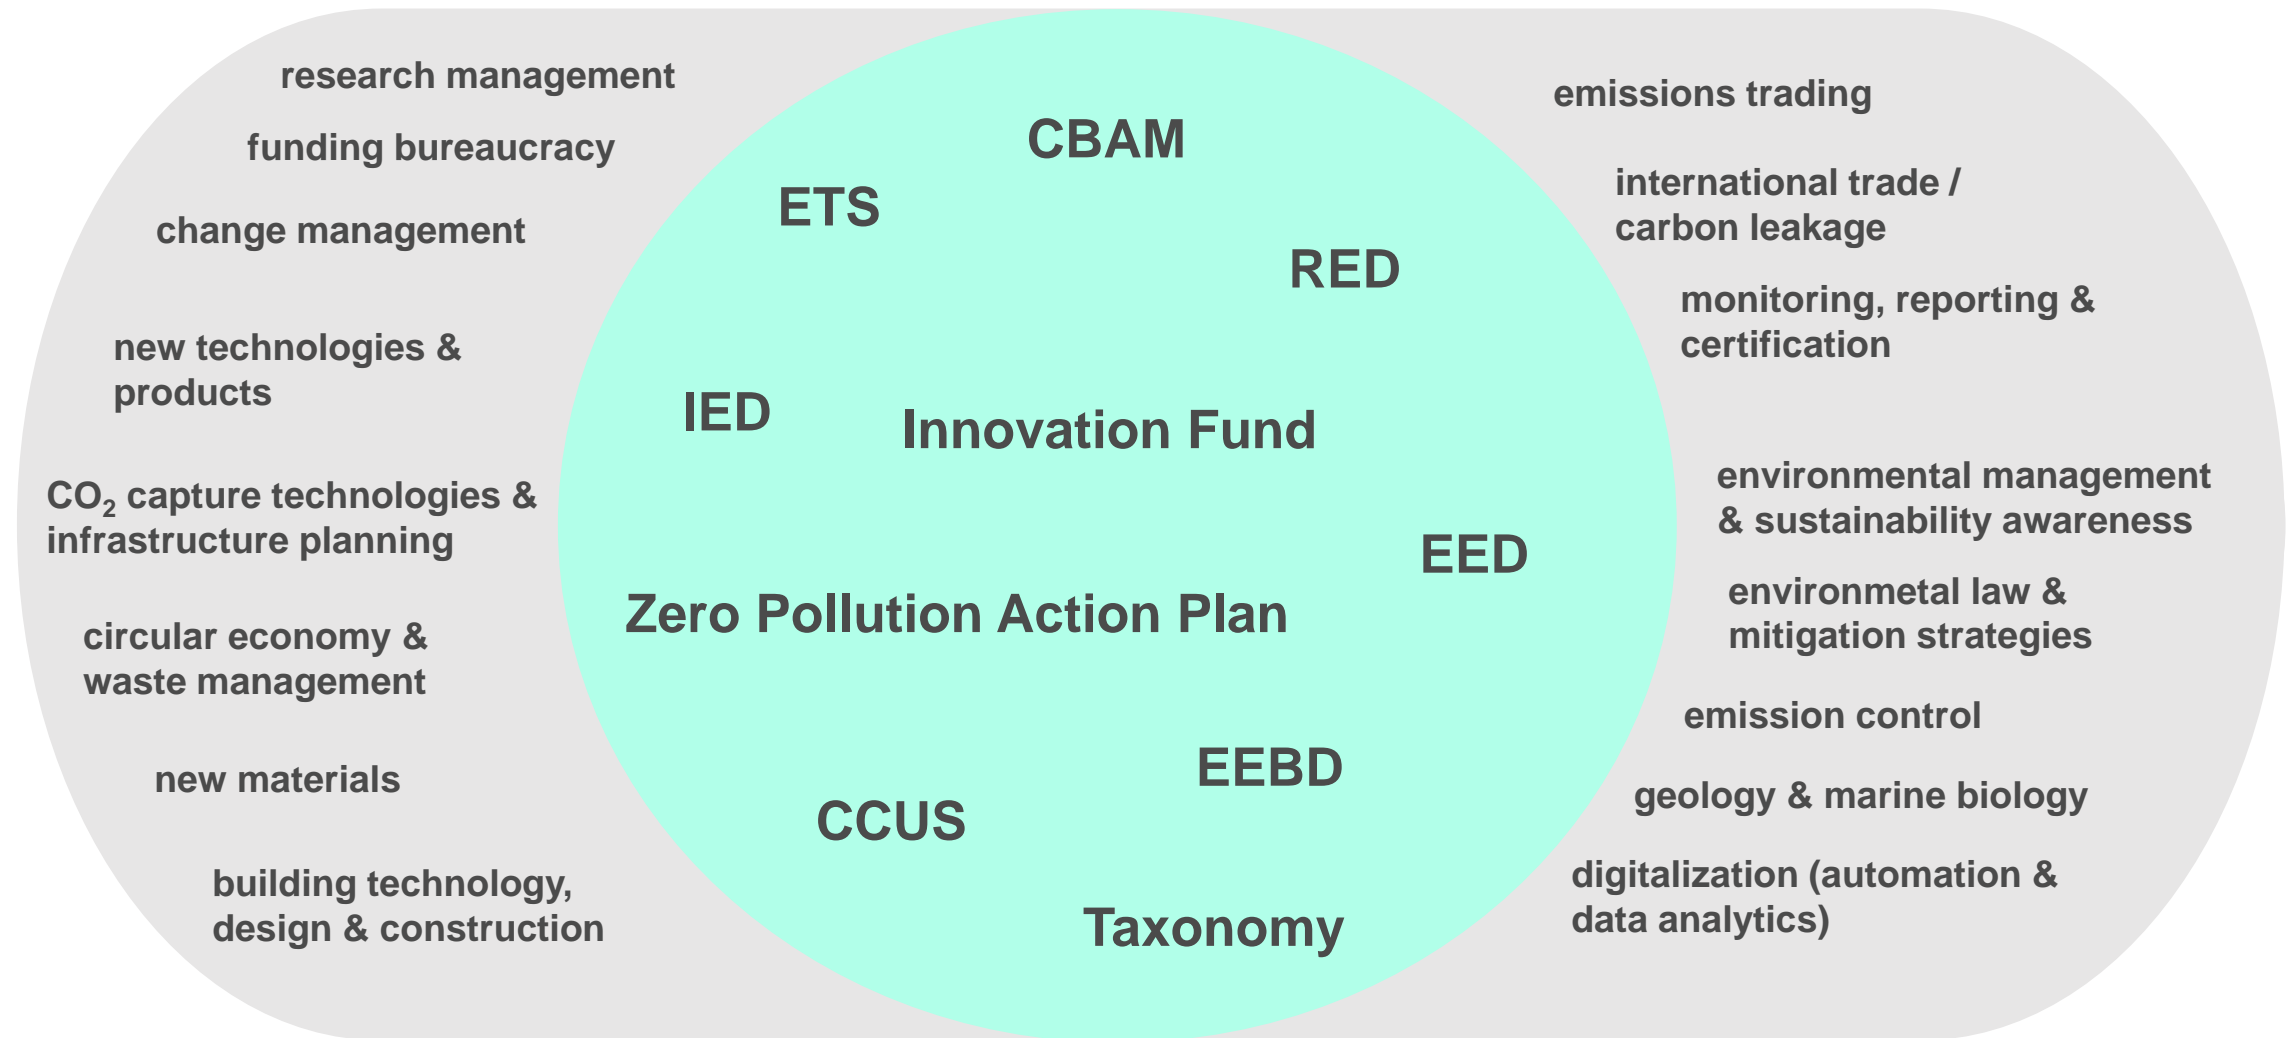 research management
funding bureaucracy
change management
new technologies &
products
CO₂ capture technologies &
infrastructure planning
circular economy &
waste management
new materials
building technology,
design & construction
CBAM
ETS
RED
IED
Innovation Fund
EED
Zero Pollution Action Plan
EEBD
CCUS
Taxonomy
emissions trading
international trade /
carbon leakage
monitoring, reporting &
certification
environmental management
& sustainability awareness
environmetal law &
mitigation strategies
emission control
geology & marine biology
digitalization (automation &
data analytics)